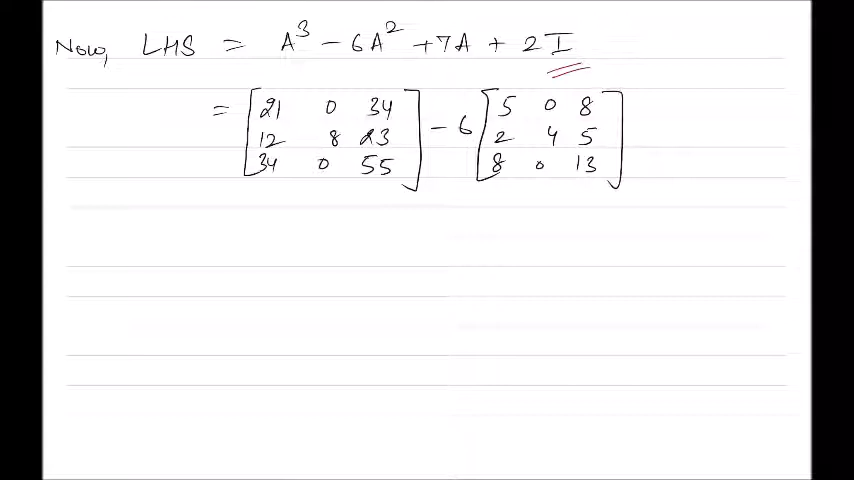 Now, LHS = A³ - 6A² + 7A + 2I
= [21 0 34
12 8 23
34 0 55] - 6 [5 0 8
2 4 5
8 0 13]